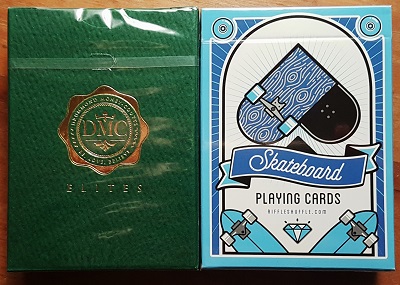 DMC
ELITES
Skateboard
PLAYING CARDS
RIFFLESHUFFLE.COM